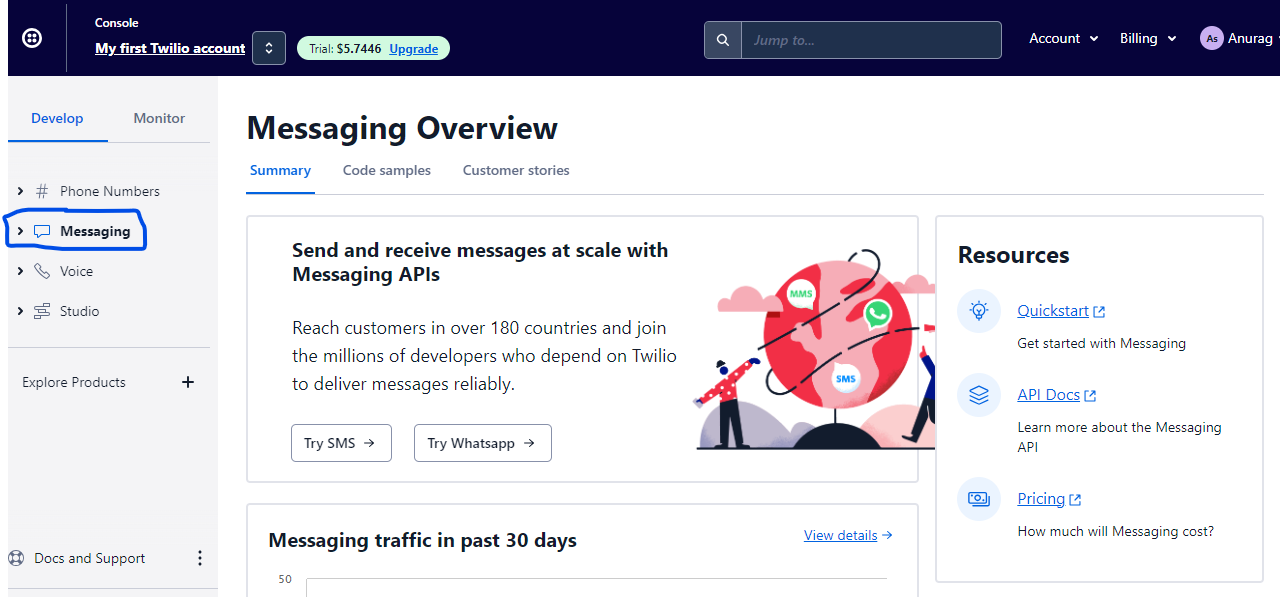 Console
My first Twilio account
Trial: $5.7446 Upgrade
Jump to...
Account
Billing
As Anurag
Develop Monitor
Phone Numbers
Messaging
Voice
Studio
Explore Products
Docs and Support
Messaging Overview
Summary Code samples Customer stories
Send and receive messages at scale with
Messaging APIs
Reach customers in over 180 countries and join
the millions of developers who depend on Twilio
to deliver messages reliably.
Try SMS → Try Whatsapp →
MMS
SMS
Messaging traffic in past 30 days
View details →
50
Resources
Quickstart
Get started with Messaging
API Docs
Learn more about the Messaging
API
Pricing
How much will Messaging cost?